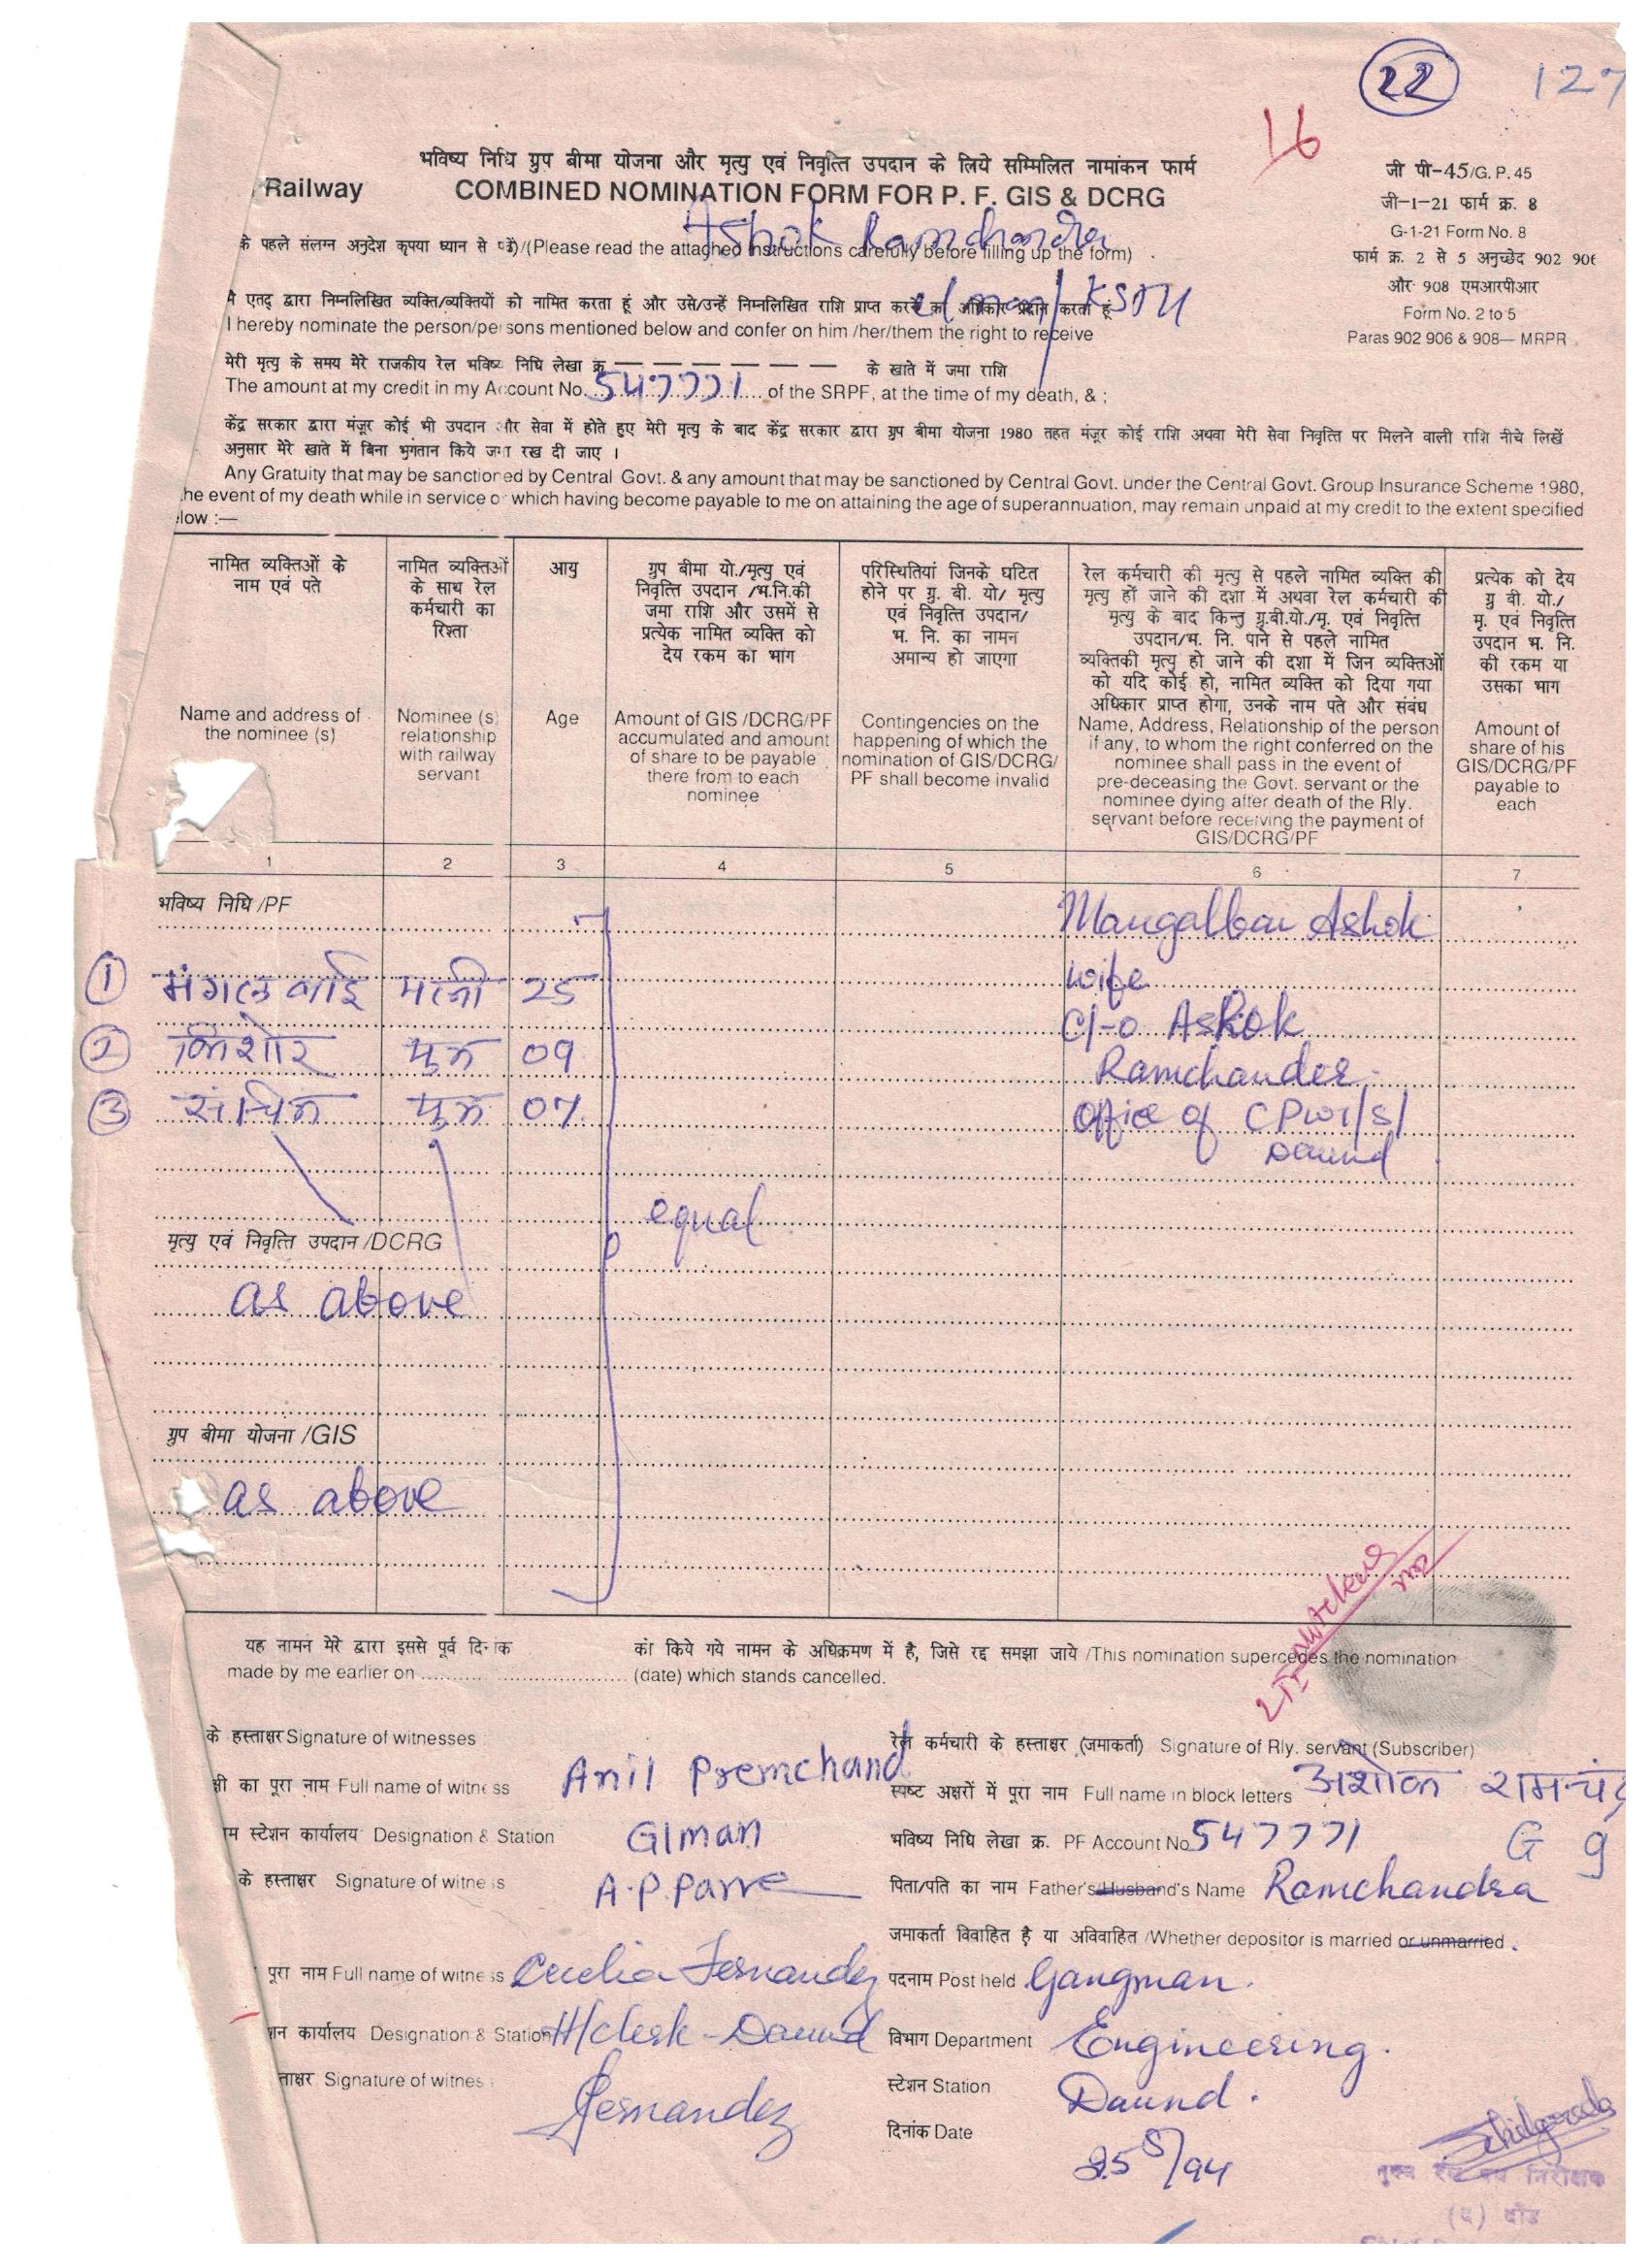 22
127
16
भविष्य निधि ग्रुप बीमा योजना और मृत्यु एवं निवृत्ति उपदान के लिये सम्मिलित नामांकन फार्म
जी पी-45/G. P. 45
Railway COMBINED NOMINATION FORM FOR P. F. GIS & DCRG
जी-1-21 फार्म क्र. 8
Ashok Ramchandra
G-1-21 Form No. 8
के पहले संलग्न अनुदेश कृपया ध्यान से पढ़ें)/(Please read the attached instructions carefully before filling up the form)
फार्म क्र. 2 से 5 अनुच्छेद 902 906
और 908 एमआरपीआर
मै एतद् द्वारा निम्नलिखित व्यक्ति/व्यक्तियों को नामित करता हूं और उसे/उन्हें निम्नलिखित राशि प्राप्त करने का अधिकार प्रदान करता हूं
Form No. 2 to 5
I hereby nominate the person/persons mentioned below and confer on him /her/them the right to receive
Paras 902 906 & 908— MRPR
मेरी मृत्यु के समय मेरे राजकीय रेल भविष्य निधि लेखा क्र — — — — — — के खाते में जमा राशि
The amount at my credit in my Account No. 547771 of the SRPF, at the time of my death, & ;
केंद्र सरकार द्वारा मंजूर कोई भी उपदान और सेवा में होते हुए मेरी मृत्यु के बाद केंद्र सरकार द्वारा ग्रुप बीमा योजना 1980 तहत मंजूर कोई राशि अथवा मेरी सेवा निवृत्ति पर मिलने वाली राशि नीचे लिखें
अनुसार मेरे खाते में बिना भुगतान किये जमा रख दी जाए ।
Any Gratuity that may be sanctioned by Central Govt. & any amount that may be sanctioned by Central Govt. under the Central Govt. Group Insurance Scheme 1980,
he event of my death while in service or which having become payable to me on attaining the age of superannuation, may remain unpaid at my credit to the extent specified
low :—
नामित व्यक्तिओं के
नाम एवं पते
Name and address of
the nominee (s)
नामित व्यक्तिओं
के साथ रेल
कर्मचारी का
रिश्ता
Nominee (s)
relationship
with railway
servant
आयु
Age
ग्रुप बीमा यो./मृत्यु एवं
निवृत्ति उपदान /भ.नि.की
जमा राशि और उसमें से
प्रत्येक नामित व्यक्ति को
देय रकम का भाग
Amount of GIS /DCRG/PF
accumulated and amount
of share to be payable
there from to each
nominee
परिस्थितियां जिनके घटित
होने पर ग्रु. बी. यो/ मृत्यु
एवं निवृत्ति उपदान/
भ. नि. का नामन
अमान्य हो जाएगा
Contingencies on the
happening of which the
nomination of GIS/DCRG/
PF shall become invalid
रेल कर्मचारी की मृत्यु से पहले नामित व्यक्ति की
मृत्यु हो जाने की दशा में अथवा रेल कर्मचारी की
मृत्यु के बाद किन्तु ग्रु.बी.यो./मृ. एवं निवृत्ति
उपदान/भ. नि. पाने से पहले नामित
व्यक्तिकी मृत्यु हो जाने की दशा में जिन व्यक्तिओं
को यदि कोई हो, नामित व्यक्ति को दिया गया
अधिकार प्राप्त होगा, उनके नाम पते और संबंध
Name, Address, Relationship of the person
if any, to whom the right conferred on the
nominee shall pass in the event of
pre-deceasing the Govt. servant or the
nominee dying after death of the Rly.
servant before receiving the payment of
GIS/DCRG/PF
प्रत्येक को देय
ग्रु बी. यो./
मृ. एवं निवृत्ति
उपदान भ. नि.
की रकम या
उसका भाग
Amount of
share of his
GIS/DCRG/PF
payable to
each
1 2 3 4 5 6 7
भविष्य निधि /PF
Mangalbai Ashok
① मंगल बाई पत्नी 25
wife
C/-o Ashok
② किशोर पुत्र 09
Ramchander
③ सचिन पुत्र 07
Office of CPWI/S/
Daund
equal
मृत्यु एवं निवृत्ति उपदान /DCRG
as above
ग्रुप बीमा योजना /GIS
as above
यह नामन मेरे द्वारा इससे पूर्व दिनांक को किये गये नामन के अधिक्रमण में है, जिसे रद्द समझा जाये /This nomination supercedes the nomination
made by me earlier on (date) which stands cancelled.
के हस्ताक्षर Signature of witnesses
रेल कर्मचारी के हस्ताक्षर (जमाकर्ता) Signature of Rly. servant (Subscriber)
क्षी का पूरा नाम Full name of witness Anil Premchand
स्पष्ट अक्षरों में पूरा नाम Full name in block letters अशोक रामचंद्र
म स्टेशन कार्यालय Designation & Station G/man
भविष्य निधि लेखा क्र. PF Account No 547771
के हस्ताक्षर Signature of witness
पिता/पति का नाम Father's/Husband's Name Ramchandra
जमाकर्ता विवाहित है या अविवाहित /Whether depositor is married or unmarried .
पूरा नाम Full name of witness Cecelia Fernandez
पदनाम Post held Gangman.
शन कार्यालय Designation & Station H/clerk - Daund
विभाग Department Engineering.
ताक्षर Signature of witness Fernandez
स्टेशन Station Daund.
दिनांक Date 25 5/94
(प) दौंड